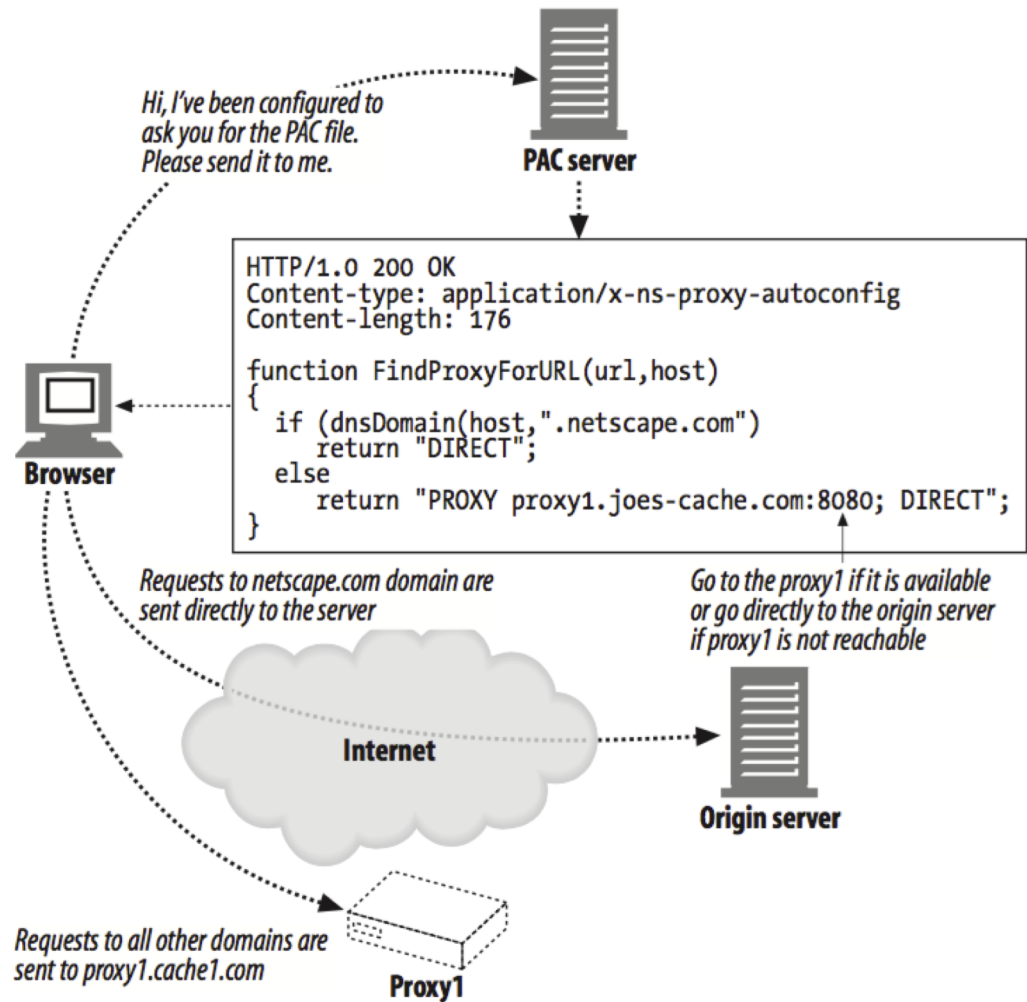 Hi, I've been configured to
ask you for the PAC file.
Please send it to me.
PAC server
HTTP/1.0 200 OK
Content-type: application/x-ns-proxy-autoconfig
Content-length: 176
function FindProxyForURL(url,host)
{
if (dnsDomain(host,".netscape.com")
return "DIRECT";
else
return "PROXY proxy1.joes-cache.com:8080; DIRECT";
}
Browser
Requests to netscape.com domain are
sent directly to the server
Go to the proxy1 if it is available
or go directly to the origin server
if proxy1 is not reachable
Internet
Origin server
Requests to all other domains are
sent to proxy1.cache1.com
Proxy1